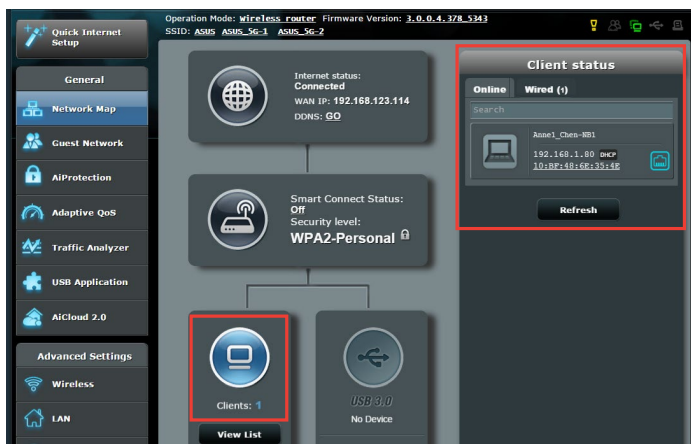 Operation Mode: Wireless router Firmware Version: 3.0.0.4.378_5343
SSID: ASUS ASUS_5G-1 ASUS_5G-2
Quick Internet
Setup
General
Network Map
Guest Network
AiProtection
Adaptive QoS
Traffic Analyzer
USB Application
AiCloud 2.0
Advanced Settings
Wireless
LAN
Internet status:
Connected
WAN IP: 192.168.123.114
DDNS: GO
Smart Connect Status:
Off
Security level:
WPA2-Personal
Clients: 1
View List
USB 3.0
No Device
Client status
Online Wired (1)
Search
Annel_Chen-NB1
192.168.1.80 DHCP
10:BF:48:6E:35:4E
Refresh